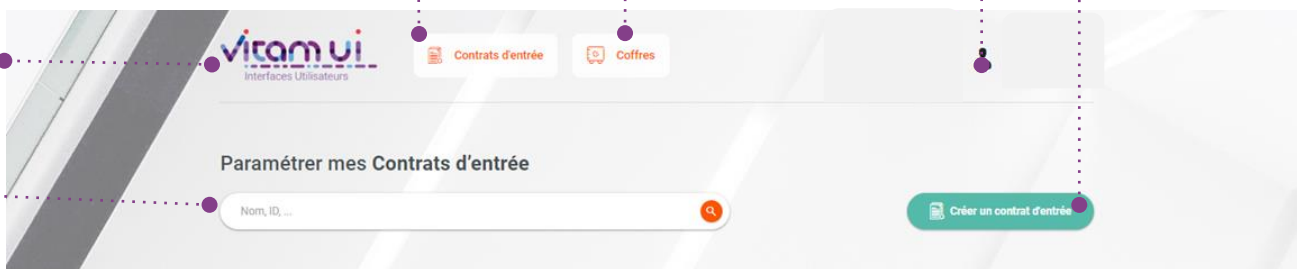 vitam ui
Interfaces Utilisateurs
Contrats d'entrée
Coffres
Paramétrer mes Contrats d'entrée
Nom, ID, ...
Créer un contrat d'entrée